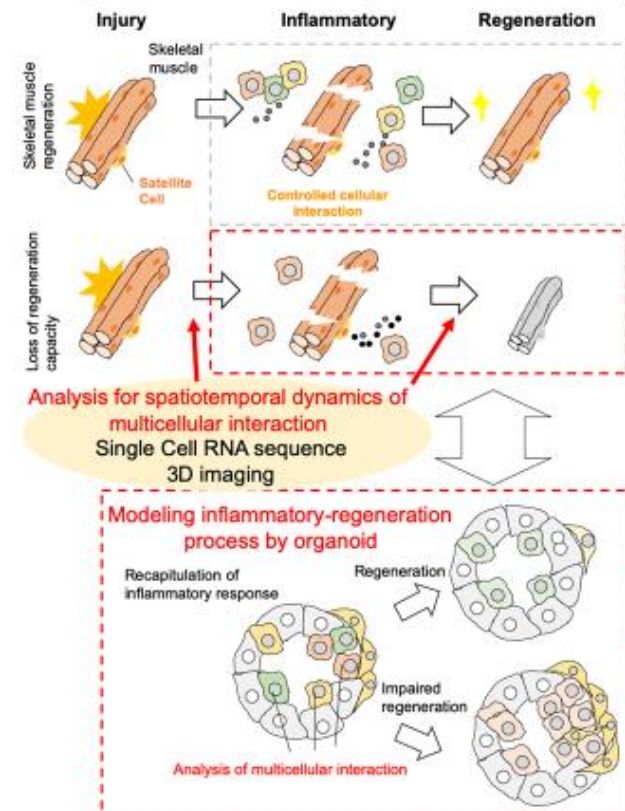 Injury
Inflammatory
Regeneration
Skeletal muscle
regeneration
Skeletal
muscle
Satellite
Cell
Controlled cellular
interaction
Loss of regeneration
capacity
Analysis for spatiotemporal dynamics of
multicellular interaction
Single Cell RNA sequence
3D imaging
Modeling inflammatory-regeneration
process by organoid
Recapitulation of
inflammatory response
Regeneration
Impaired
regeneration
Analysis of multicellular interaction